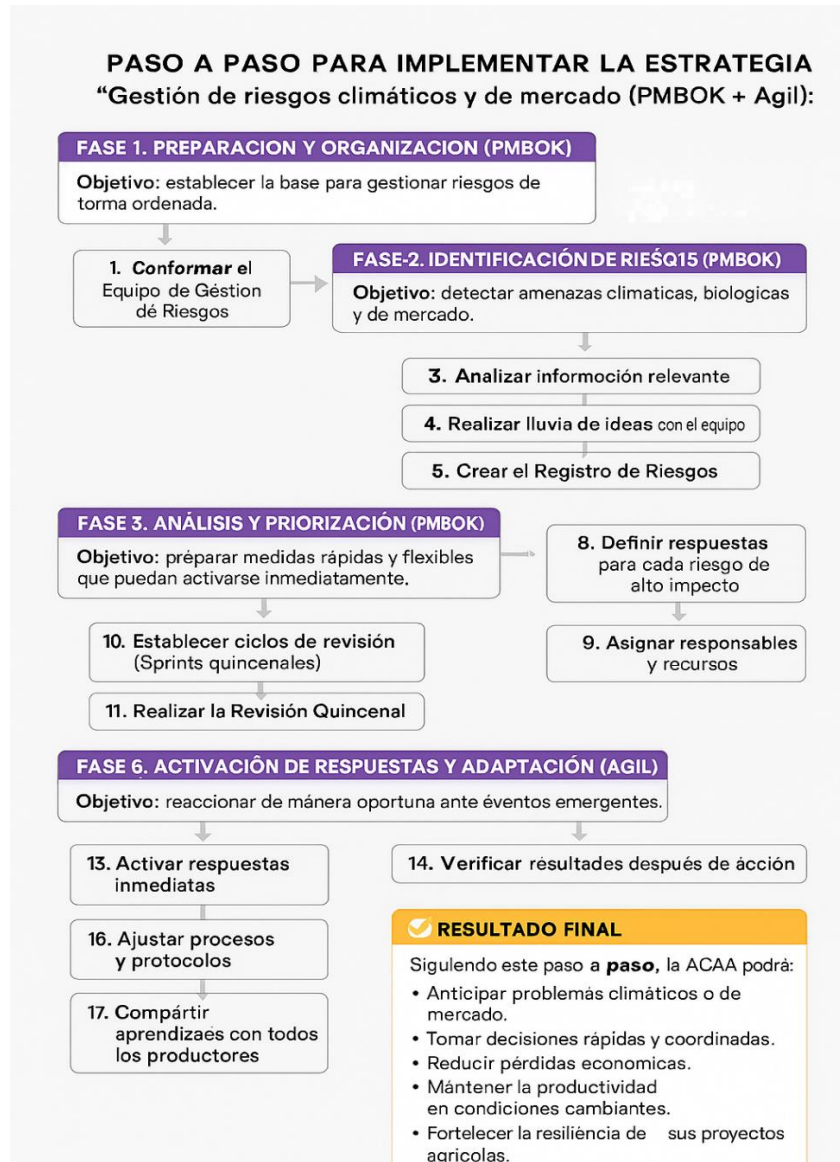 PASO A PASO PARA IMPLEMENTAR LA ESTRATEGIA
“Gestión de riesgos climáticos y de mercado (PMBOK + Agil):
FASE 1. PREPARACION Y ORGANIZACION (PMBOK)
Objetivo: establecer la base para gestionar riesgos de
torma ordenada.
1. Conformar el
Equipo de Géstion
dé Riesgos
FASE-2. IDENTIFICACIÓN DE RIEŚQ15 (PMBOK)
Objetivo: detectar amenazas climaticas, biologicas
y de mercado.
3. Analizar informoción relevante
4. Realizar lluvia de ideas con el equipo
5. Crear el Registro de Riesgos
FASE 3. ANÁLISIS Y PRIORIZACIÓN (PMBOK)
Objetivo: préparar medidas rápidas y flexibles
que puedan activarse inmediatamente.
8. Definir respuestas
para cada riesgo de
alto impacto
9. Asignar responsables
y recursos
10. Establecer ciclos de revisión
(Sprints quincenales)
11. Realizar la Revisión Quincenal
FASE 6. ACTIVACIÔN DE RESPUESTAS Y ADAPTACIÓN (AGIL)
Objetivo: reaccionar de mánera oportuna ante éventos emergentes.
13. Activar respuestas
inmediatas
16. Ajustar procesos
y protocolos
17. Compártir
aprendizaes con todos
los productores
14. Verificar résultados después de ácción
RESULTADO FINAL
Sigulendo este paso a paso, la ACAA podrá:
• Anticipar problemás climáticos o de
mercado.
• Tomar decisiones rápidas y coordinadas.
• Reducir pérdidas economicas.
• Mántener la productividad
en condiciones cambiantes.
• Fortelecer la resiliència de sus proyectos
agricolas.